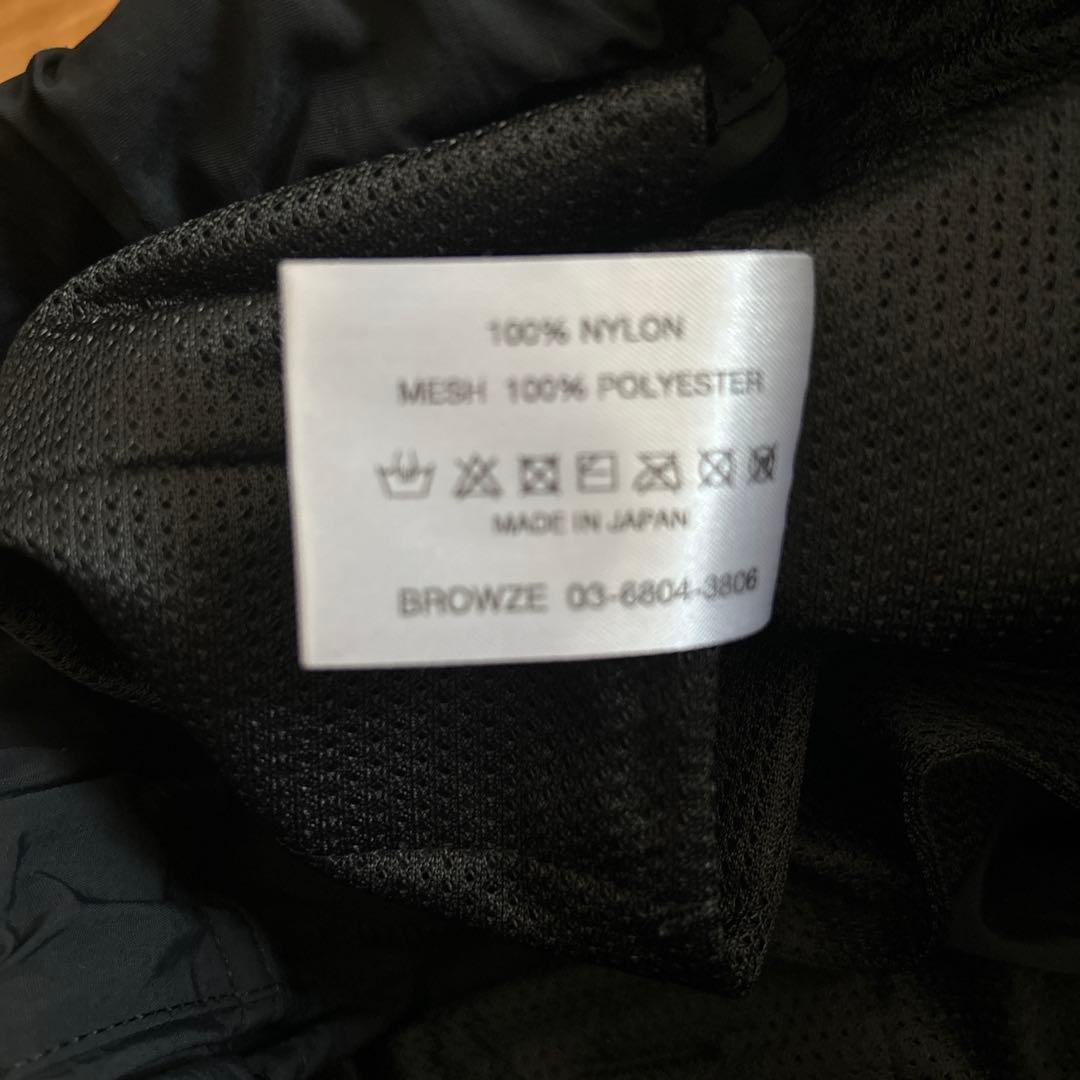 100% NYLON
MESH 100% POLYESTER
MADE IN JAPAN
BROWZE 03-6804-3806